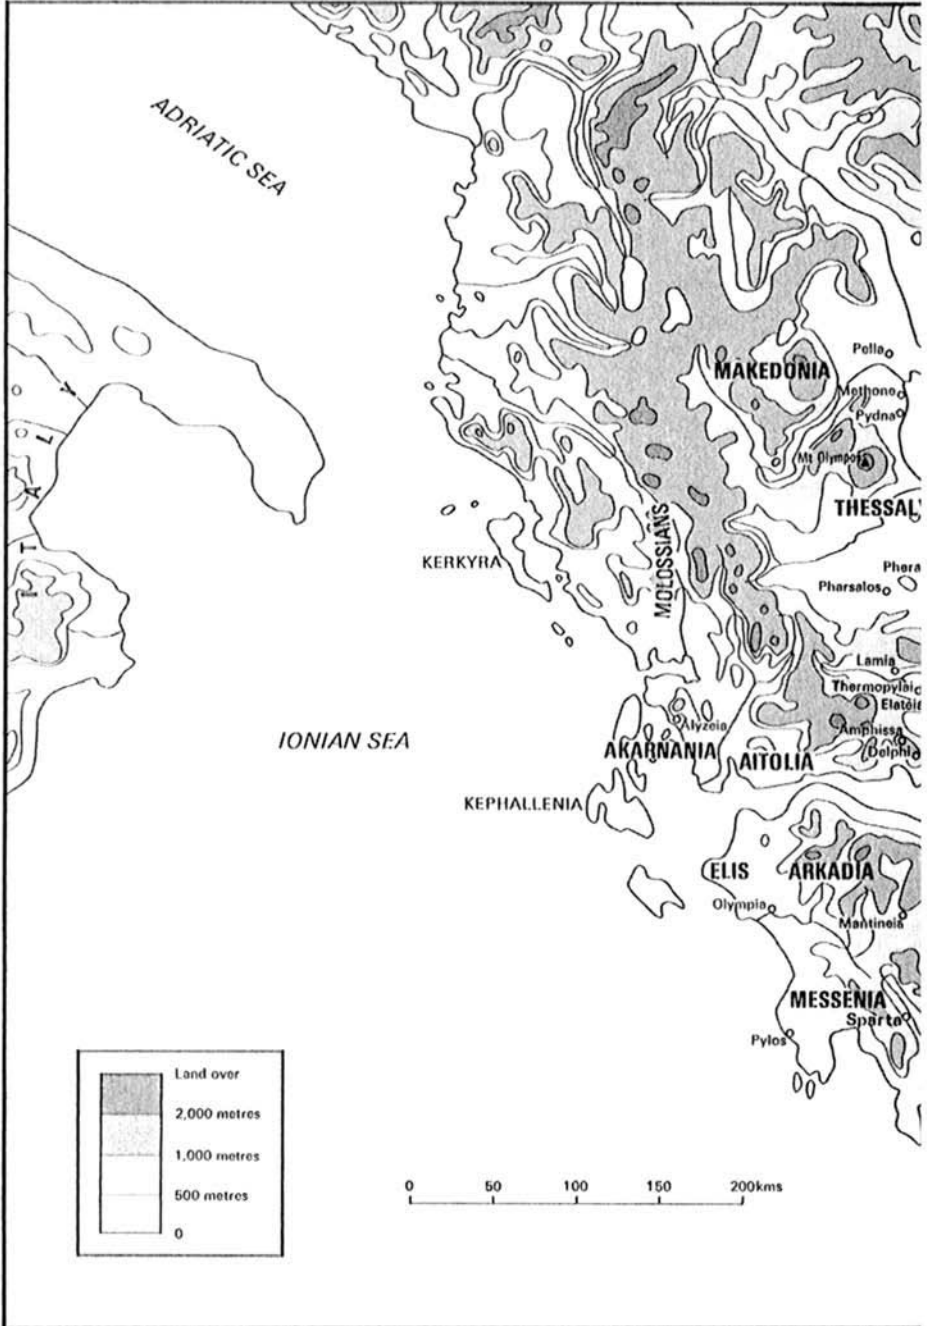 ADRIATIC SEA
ITALY
MAKEDONIA
Pella
Methone
Pydna
Mt Olympos
THESSALY
KERKYRA
MOLOSSIANS
Phera
Pharsalos
Lamia
Thermopylai
Elateia
Alyzeia
Amphissa
Delphi
IONIAN SEA
AKARNANIA
AITOLIA
KEPHALLENIA
ELIS
ARKADIA
Olympia
Mantineia
MESSENIA
Sparta
Pylos
Land over
2,000 metres
1,000 metres
500 metres
0
0 50 100 150 200kms